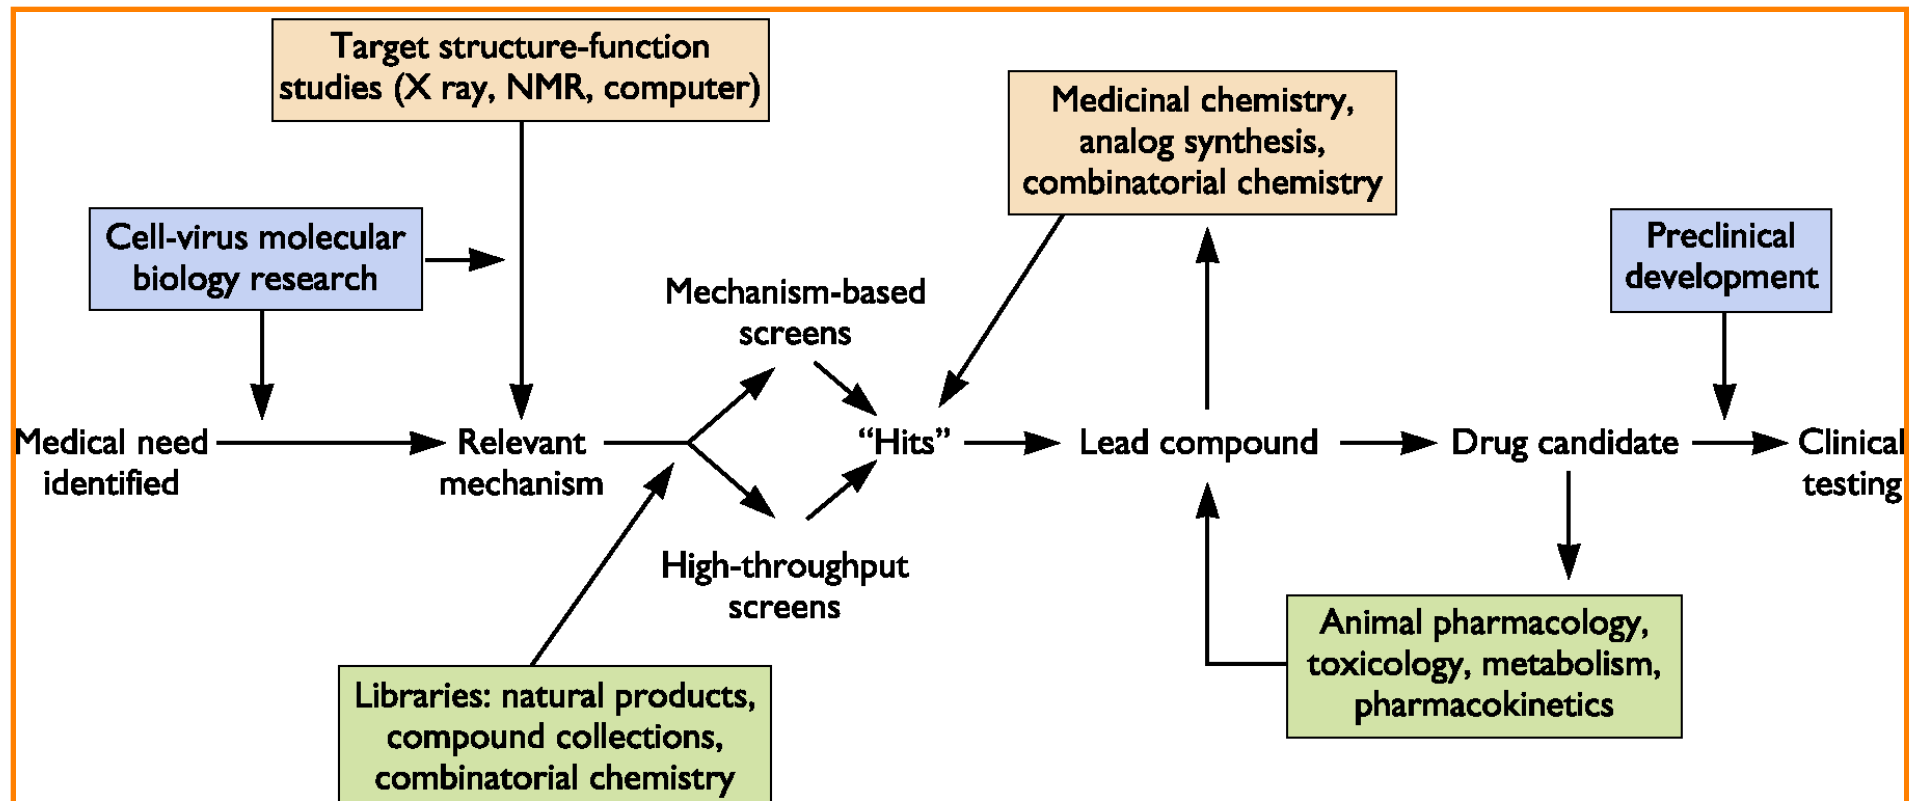 Target structure-function
studies (X ray, NMR, computer)
Medicinal chemistry,
analog synthesis,
combinatorial chemistry
Cell-virus molecular
biology research
Preclinical
development
Mechanism-based
screens
Medical need
identified
Relevant
mechanism
“Hits”
Lead compound
Drug candidate
Clinical
testing
High-throughput
screens
Animal pharmacology,
toxicology, metabolism,
pharmacokinetics
Libraries: natural products,
compound collections,
combinatorial chemistry